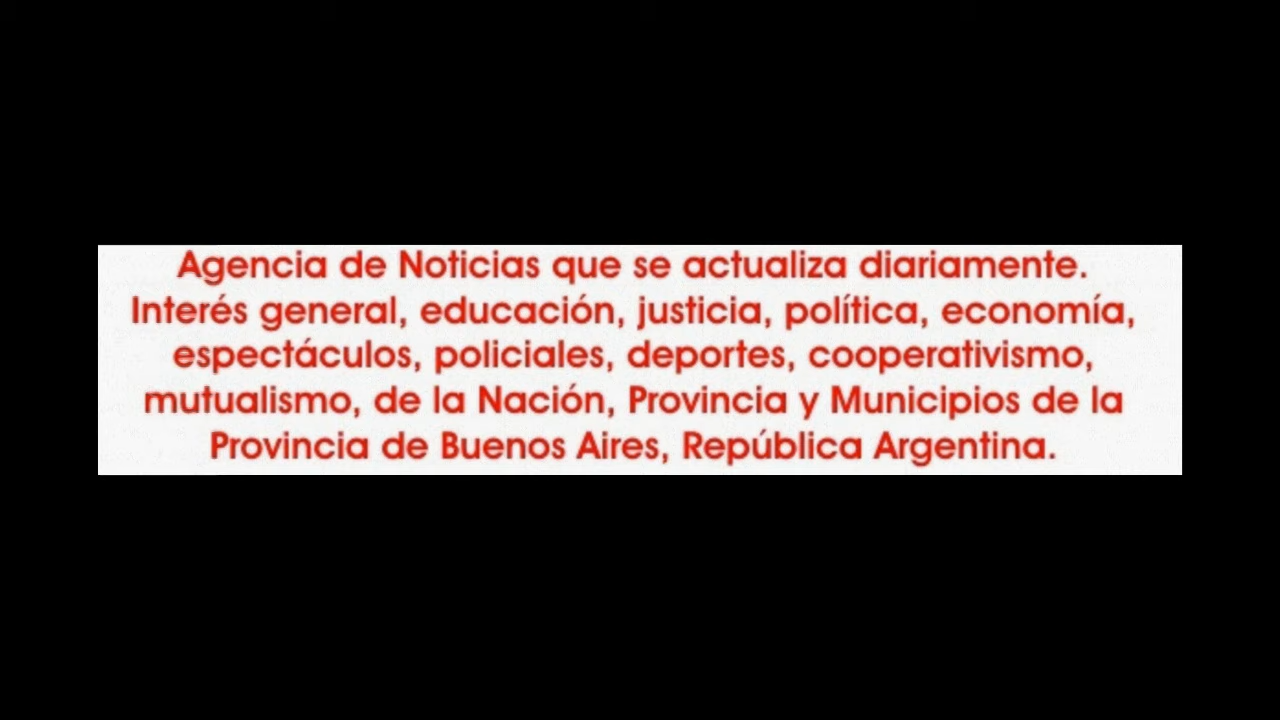 Agencia de Noticias que se actualiza diariamente.
Interés general, educación, justicia, política, economía,
espectáculos, policiales, deportes, cooperativismo,
mutualismo, de la Nación, Provincia y Municipios de la
Provincia de Buenos Aires, República Argentina.